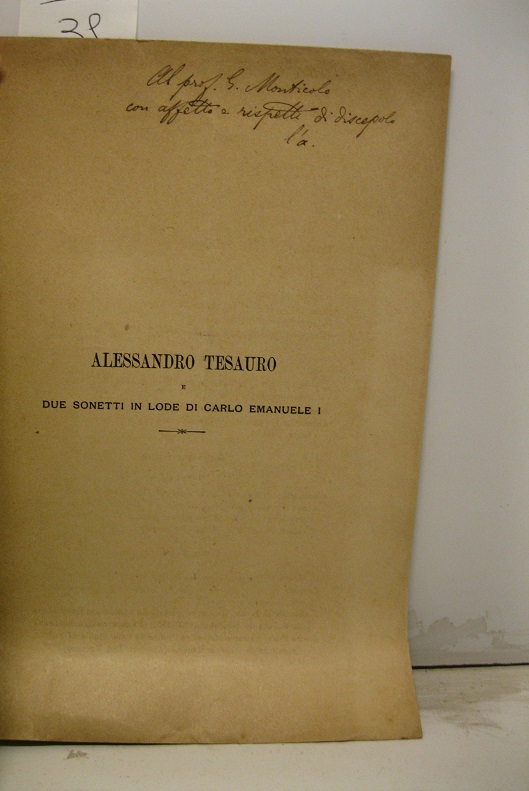 38
Al prof. G. Monticolo
con affetto e rispetto di discepolo
l'a.
ALESSANDRO TESAURO
E
DUE SONETTI IN LODE DI CARLO EMANUELE I